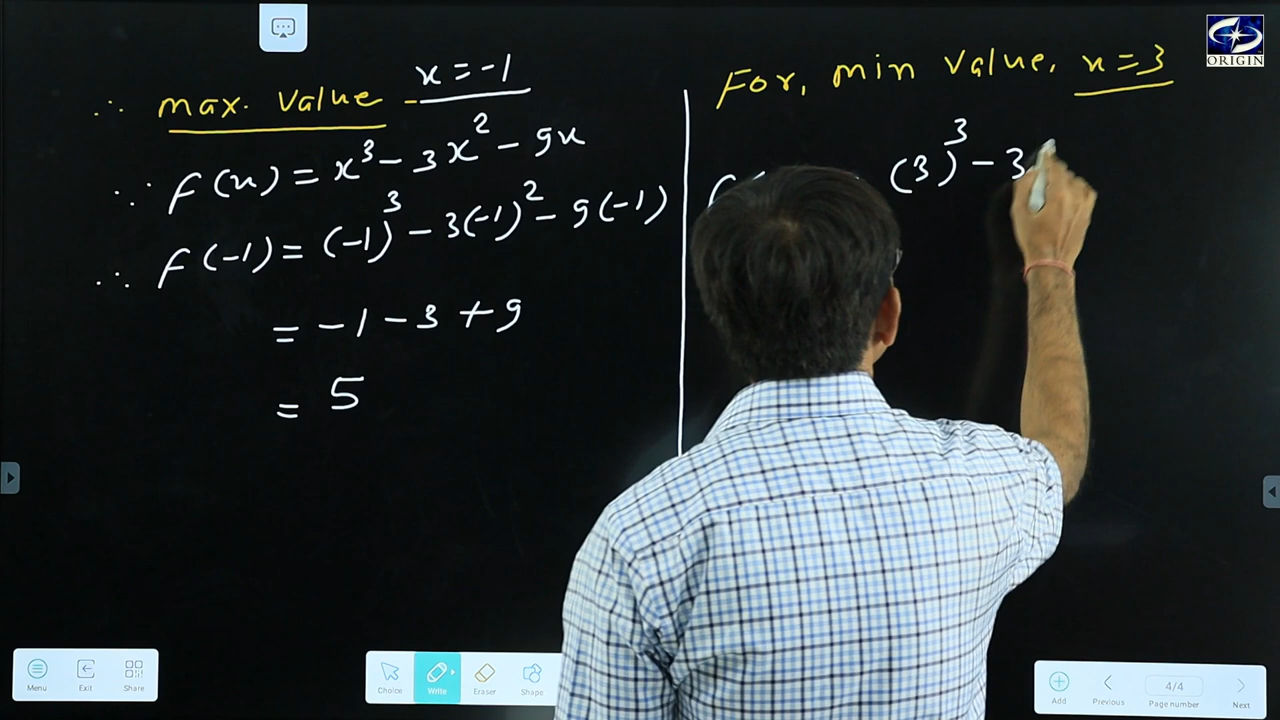 ORIGIN
∴ max. value - x = -1
∵ f(x) = x³ - 3x² - 9x
∴ f(-1) = (-1)³ - 3(-1)² - 9(-1)
= -1 - 3 + 9
= 5
For, min value, x = 3
(3)³ - 3
Menu Exit Share
Choice Write Eraser Shape
Add Previous 4/4 Page number Next